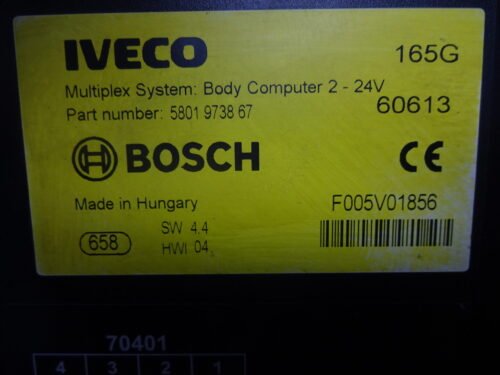 IVECO 165G
Multiplex System: Body Computer 2 - 24V
Part number: 5801 9738 67 60613
BOSCH CE
Made in Hungary F005V01856
658 SW 4.4
HWI 04
70401
4 3 2 1